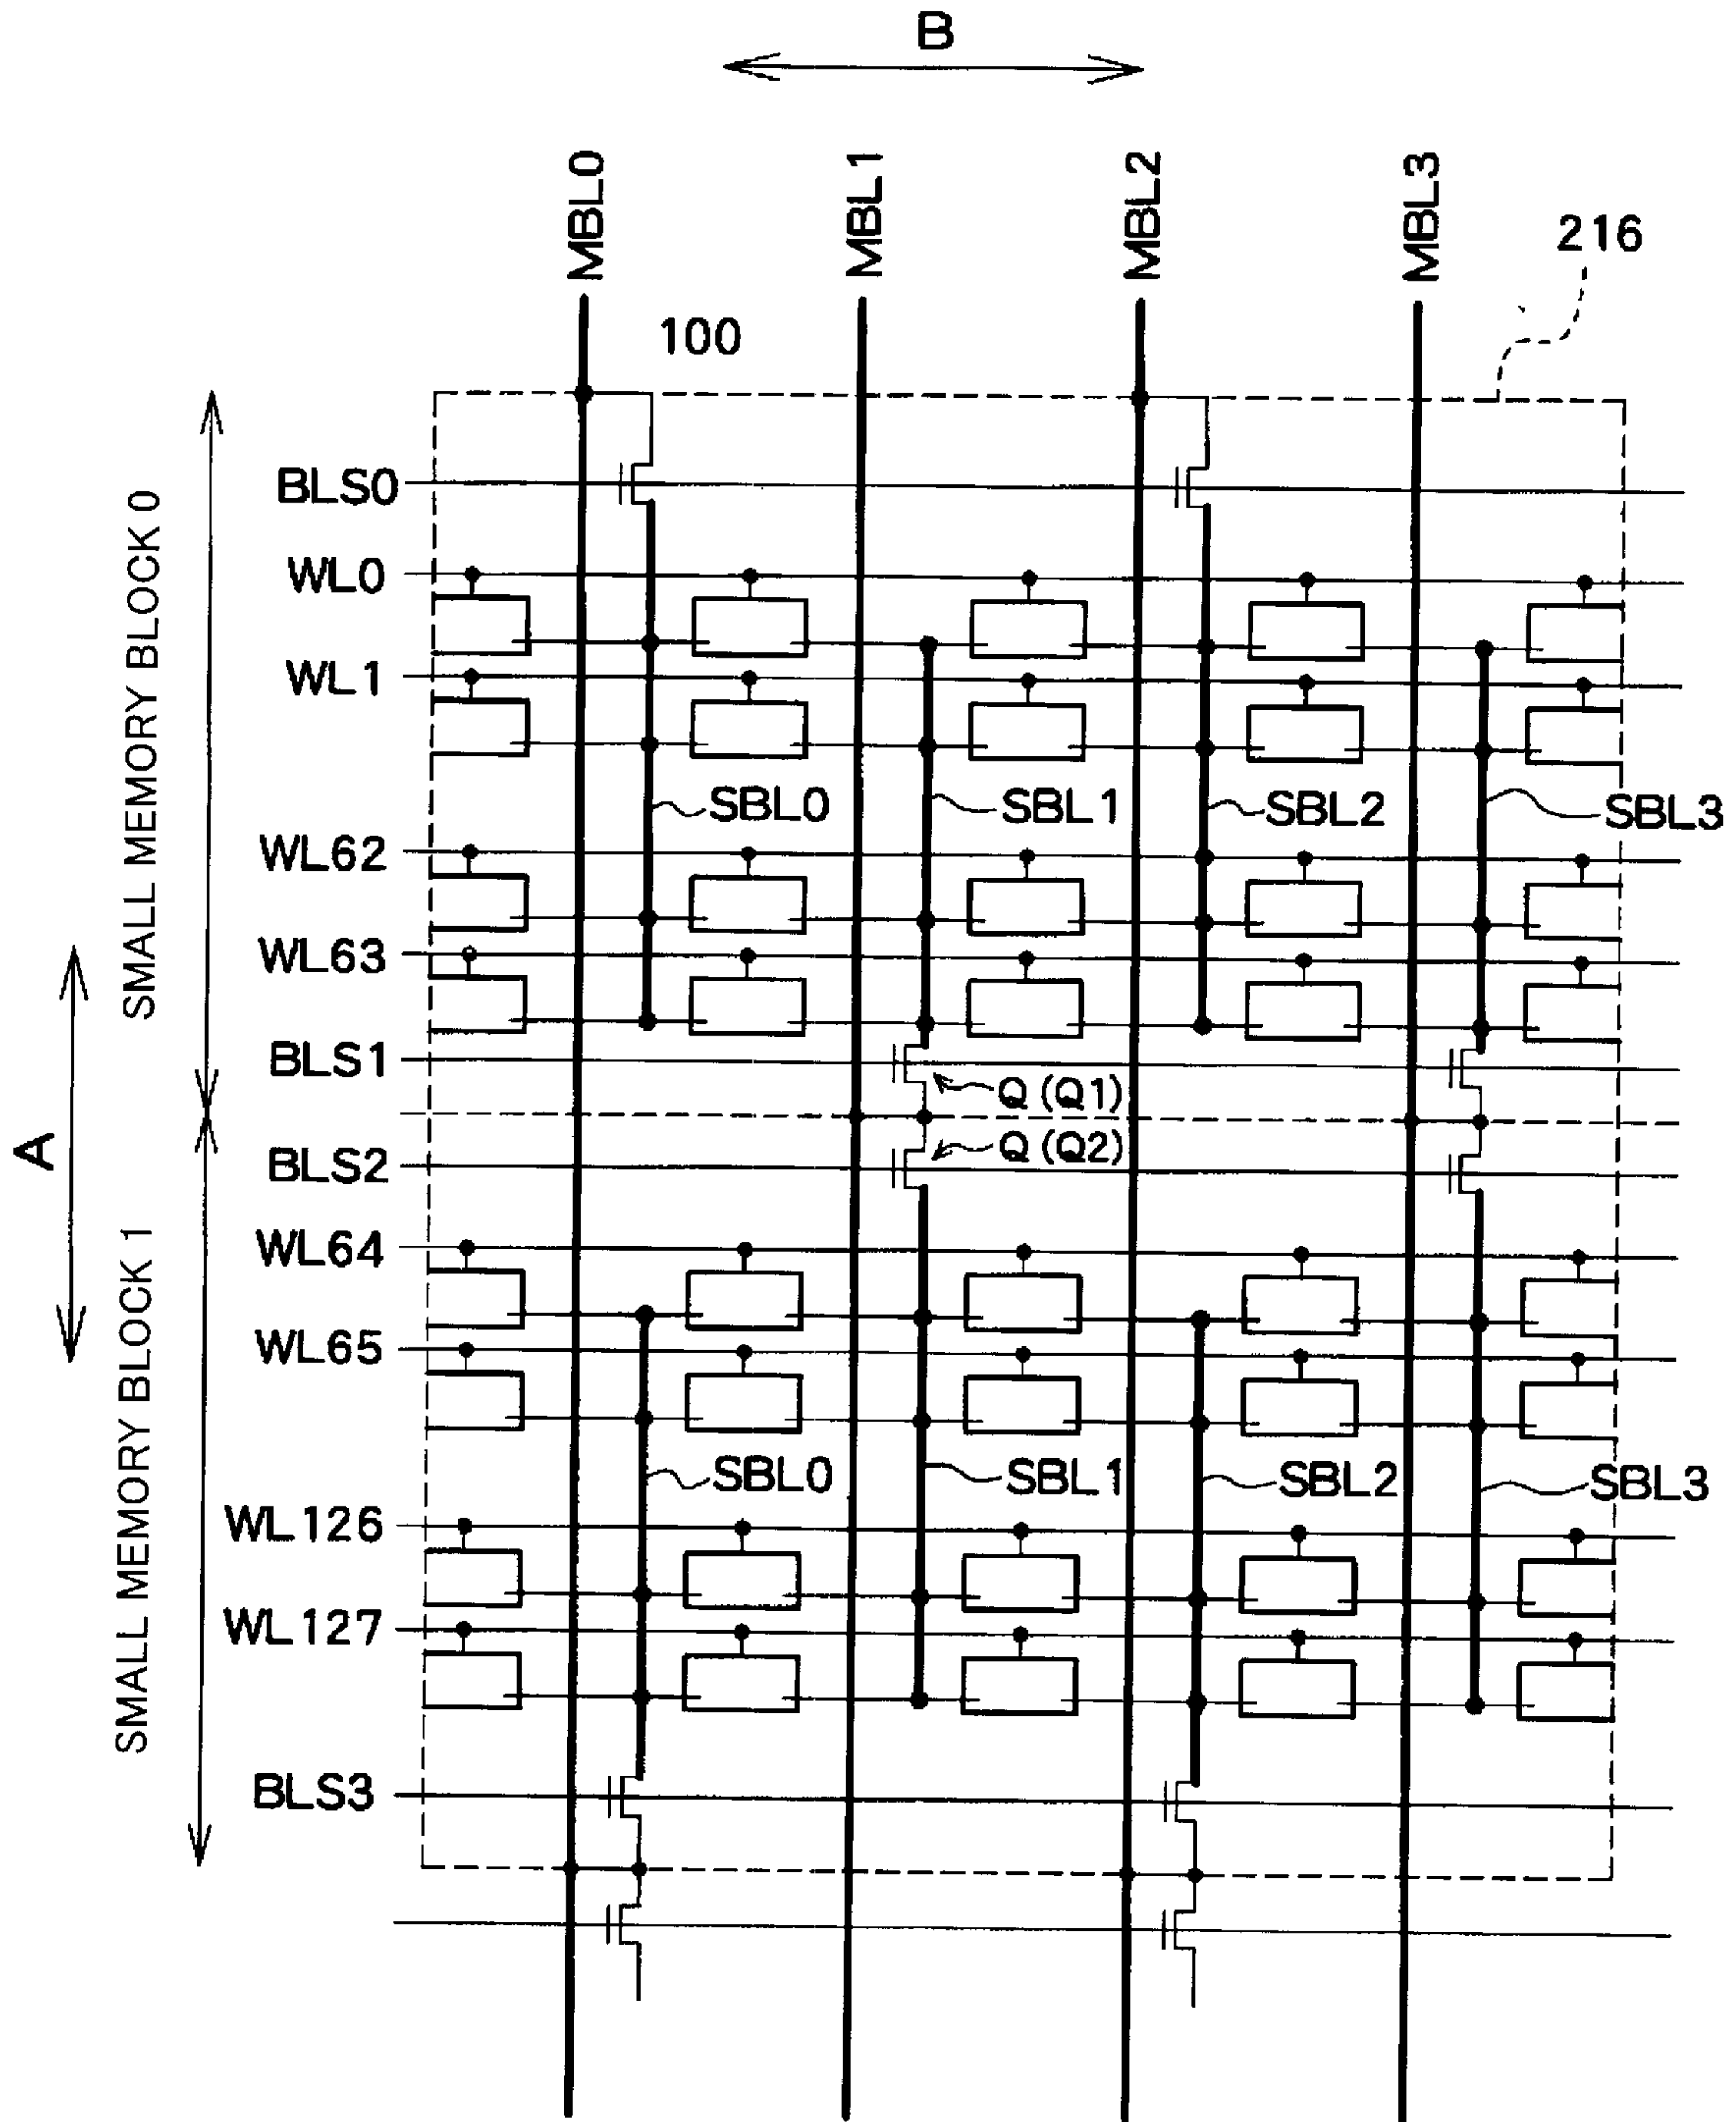 B
MBL0
MBL1
MBL2
MBL3
216
100
BLS0
WL0
WL1
SBL0
SBL1
SBL2
SBL3
WL62
WL63
SMALL MEMORY BLOCK 0
BLS1
Q (Q1)
A
Q (Q2)
BLS2
WL64
WL65
SBL0
SBL1
SBL2
SBL3
SMALL MEMORY BLOCK 1
WL126
WL127
BLS3